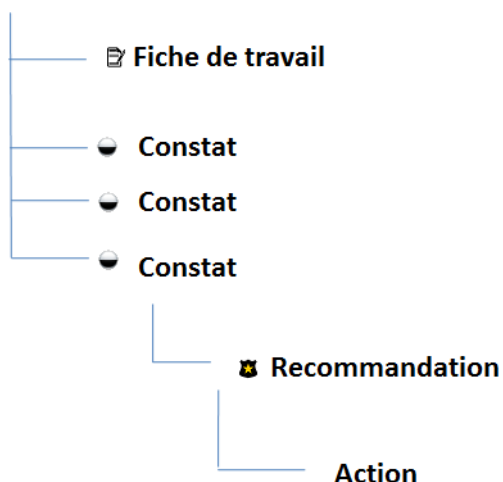 Fiche de travail
Constat
Constat
Constat
Recommandation
Action